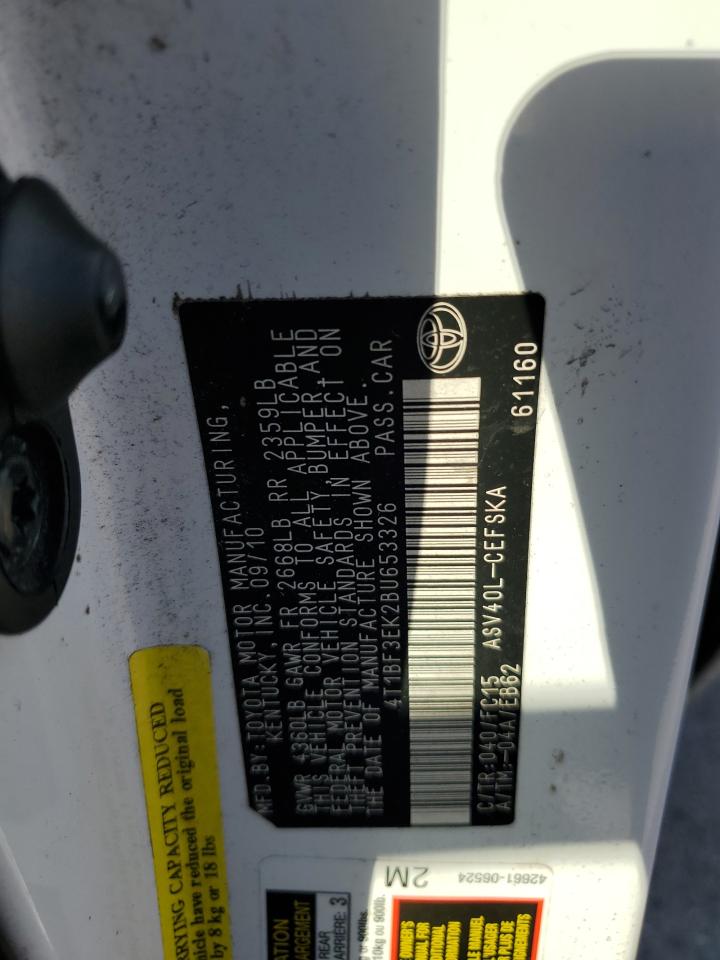 MFD.BY:TOYOTA MOTOR MANUFACTURING,
KENTUCKY, INC. 09/10
GVWR 4360LB GAWR FR 2668LB RR 2359LB
THIS VEHICLE CONFORMS TO ALL APPLICABLE
FEDERAL MOTOR VEHICLE SAFETY, BUMPER, AND
THEFT PREVENTION STANDARDS IN EFFECT ON
THE DATE OF MANUFACTURE SHOWN ABOVE.
4T1BF3EK2BU653326 PASS.CAR
C/TR:040/FC15 ASV40L-CEFSKA
A/TM:-04A/EB62 61160
CAPACITY REDUCED
have reduced the original load
by 8 kg or 18 lbs
REAR
3
2M
42661-06524